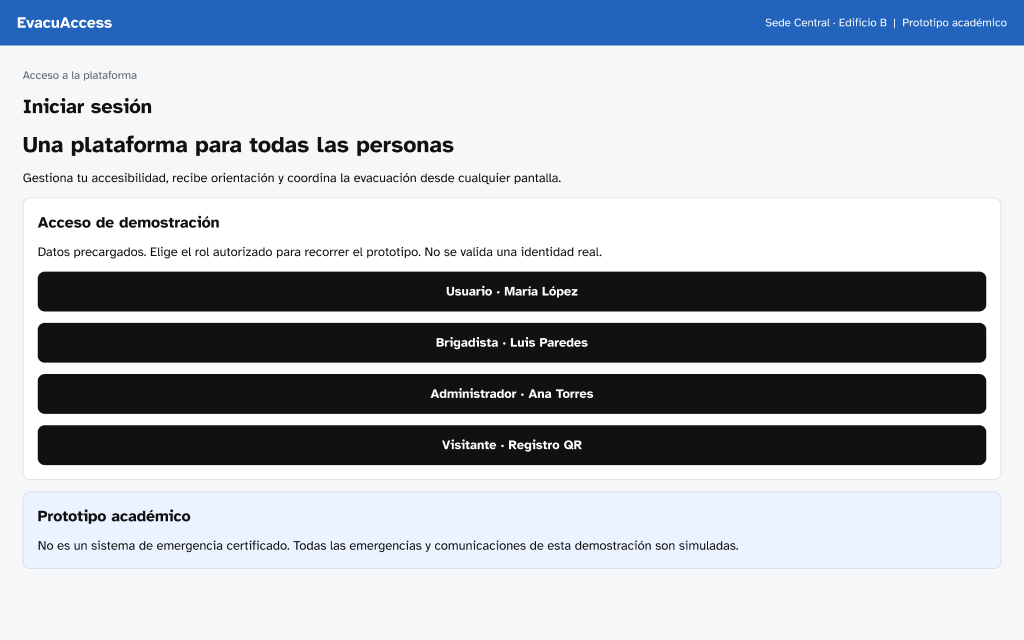 EvacuAccess
Sede Central · Edificio B | Prototipo académico
Acceso a la plataforma
Iniciar sesión
Una plataforma para todas las personas
Gestiona tu accesibilidad, recibe orientación y coordina la evacuación desde cualquier pantalla.
Acceso de demostración
Datos precargados. Elige el rol autorizado para recorrer el prototipo. No se valida una identidad real.
Usuario · María López
Brigadista · Luis Paredes
Administrador · Ana Torres
Visitante · Registro QR
Prototipo académico
No es un sistema de emergencia certificado. Todas las emergencias y comunicaciones de esta demostración son simuladas.